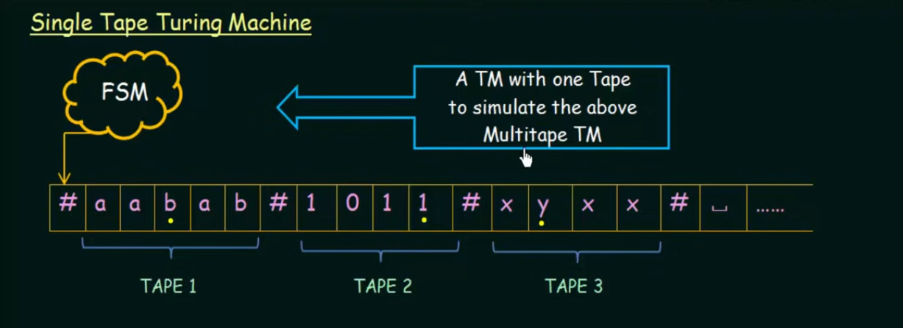 Single Tape Turing Machine
FSM
A TM with one Tape
to simulate the above
Multitape TM
# a a b a b # 1 0 1 1 # x y x x # ⌴ ......
TAPE 1 TAPE 2 TAPE 3